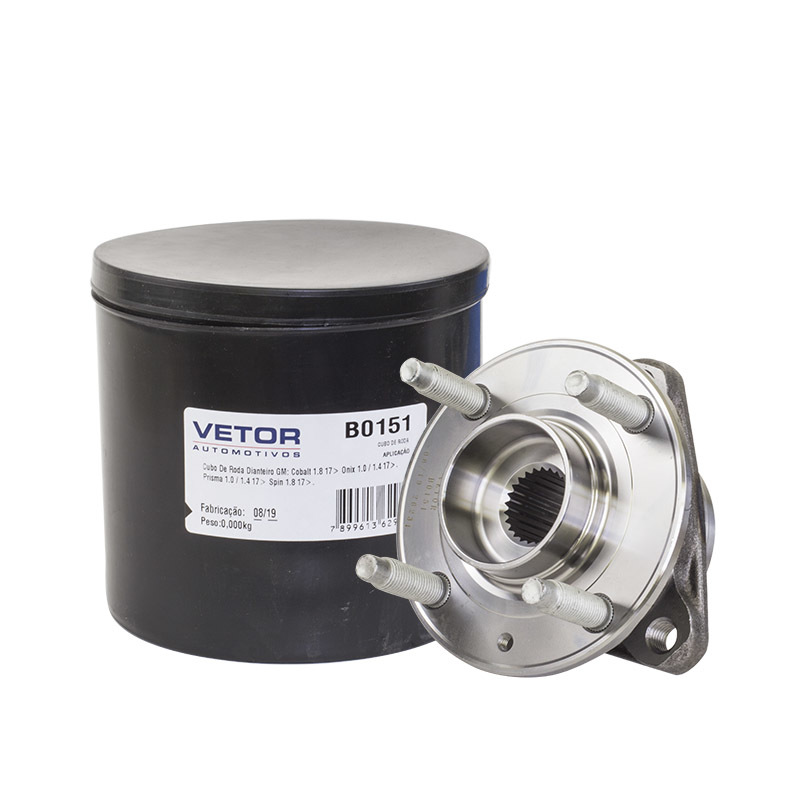 VETOR
AUTOMOTIVOS
B0151
CUBO DE RODA
APLICAÇÃO
Cubo De Roda Dianteiro GM: Cobalt 1.8 17> Onix 1.0 / 1.4 17>.
Prisma 1.0 / 1.4 17> Spin 1.8 17>.
Fabricação: 08/19
Peso:0,000kg
7 899613 629
B0151